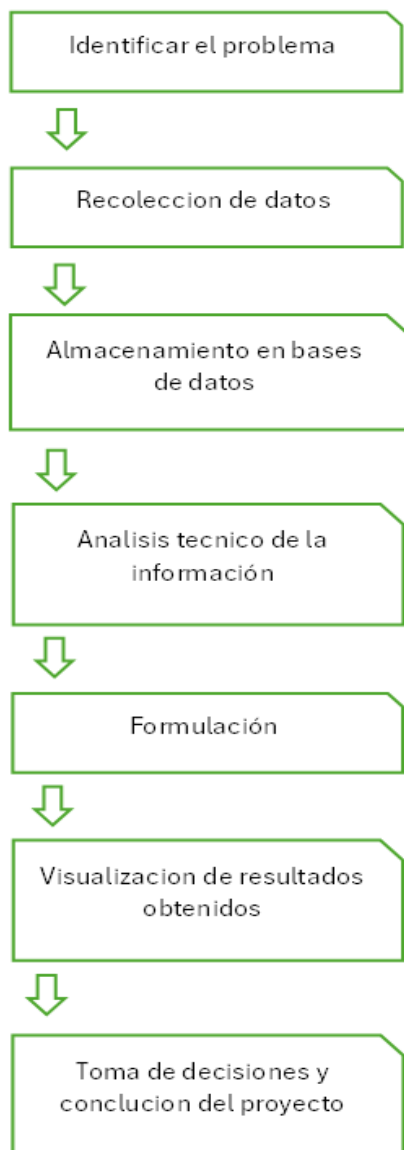 Identificar el problema
Recoleccion de datos
Almacenamiento en bases
de datos
Analisis tecnico de la
información
Formulación
Visualizacion de resultados
obtenidos
Toma de decisiones y
conclucion del proyecto